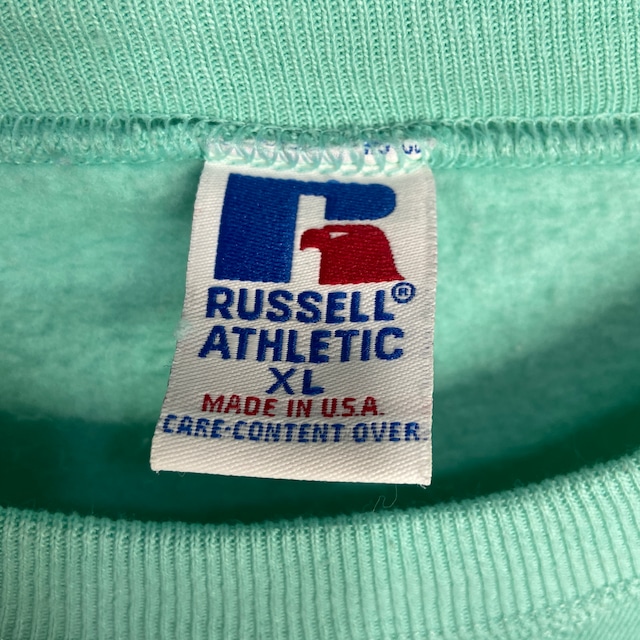 RUSSELL®
ATHLETIC
XL
MADE IN U.S.A.
CARE-CONTENT OVER.